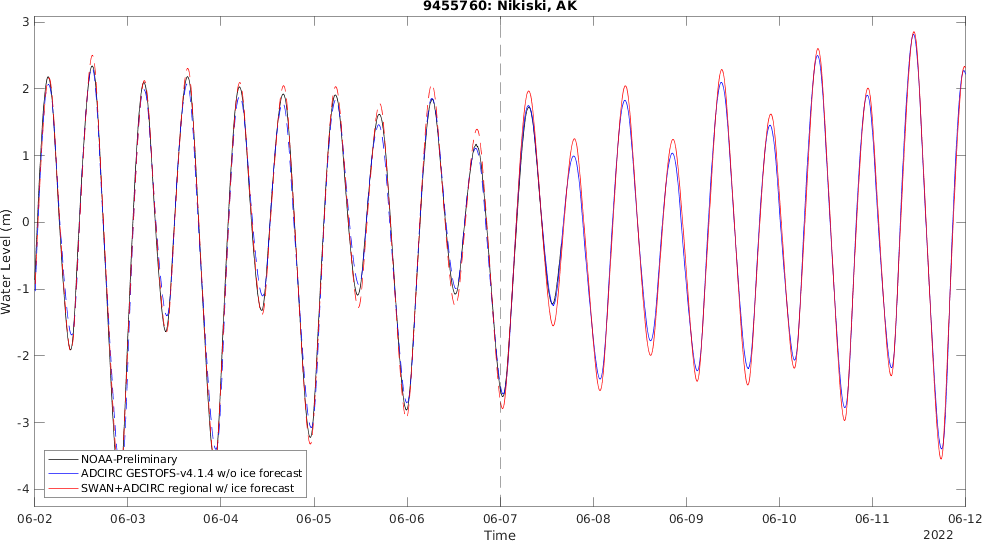 9455760: Nikiski, AK
3
2
1
0
-1
-2
-3
-4
Water Level (m)
NOAA-Preliminary
ADCIRC GESTOFS-v4.1.4 w/o ice forecast
SWAN+ADCIRC regional w/ ice forecast
06-02 06-03 06-04 06-05 06-06 06-07 06-08 06-09 06-10 06-11 06-12
Time
2022